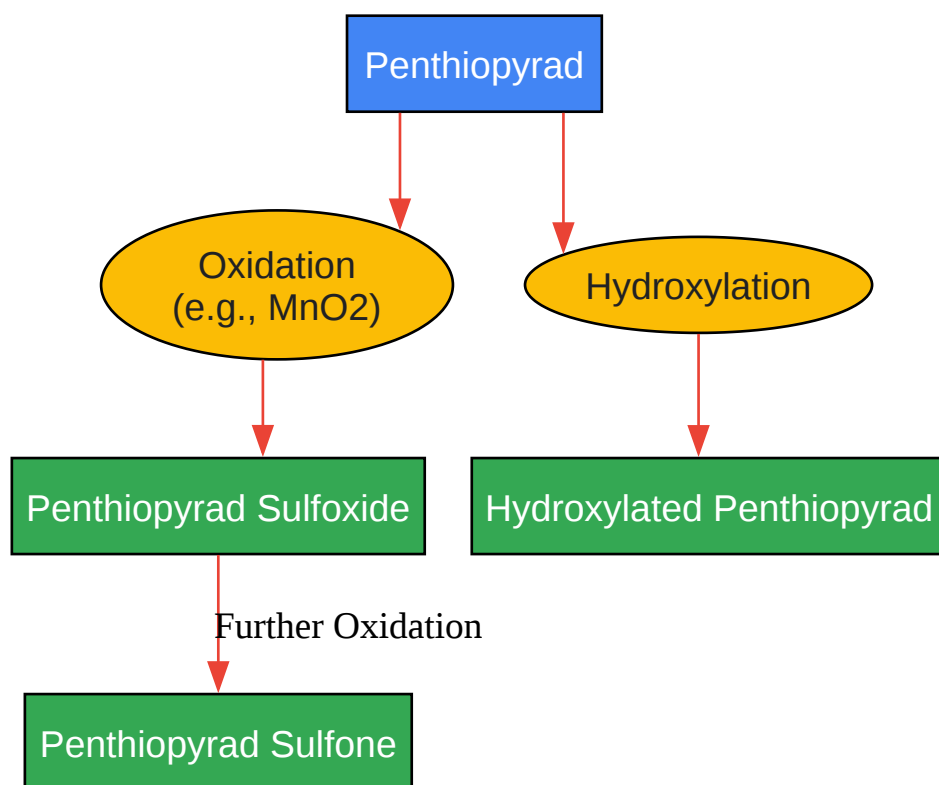 Penthiopyrad
Oxidation
(e.g., MnO2)
Hydroxylation
Penthiopyrad Sulfoxide
Hydroxylated Penthiopyrad
Further Oxidation
Penthiopyrad Sulfone